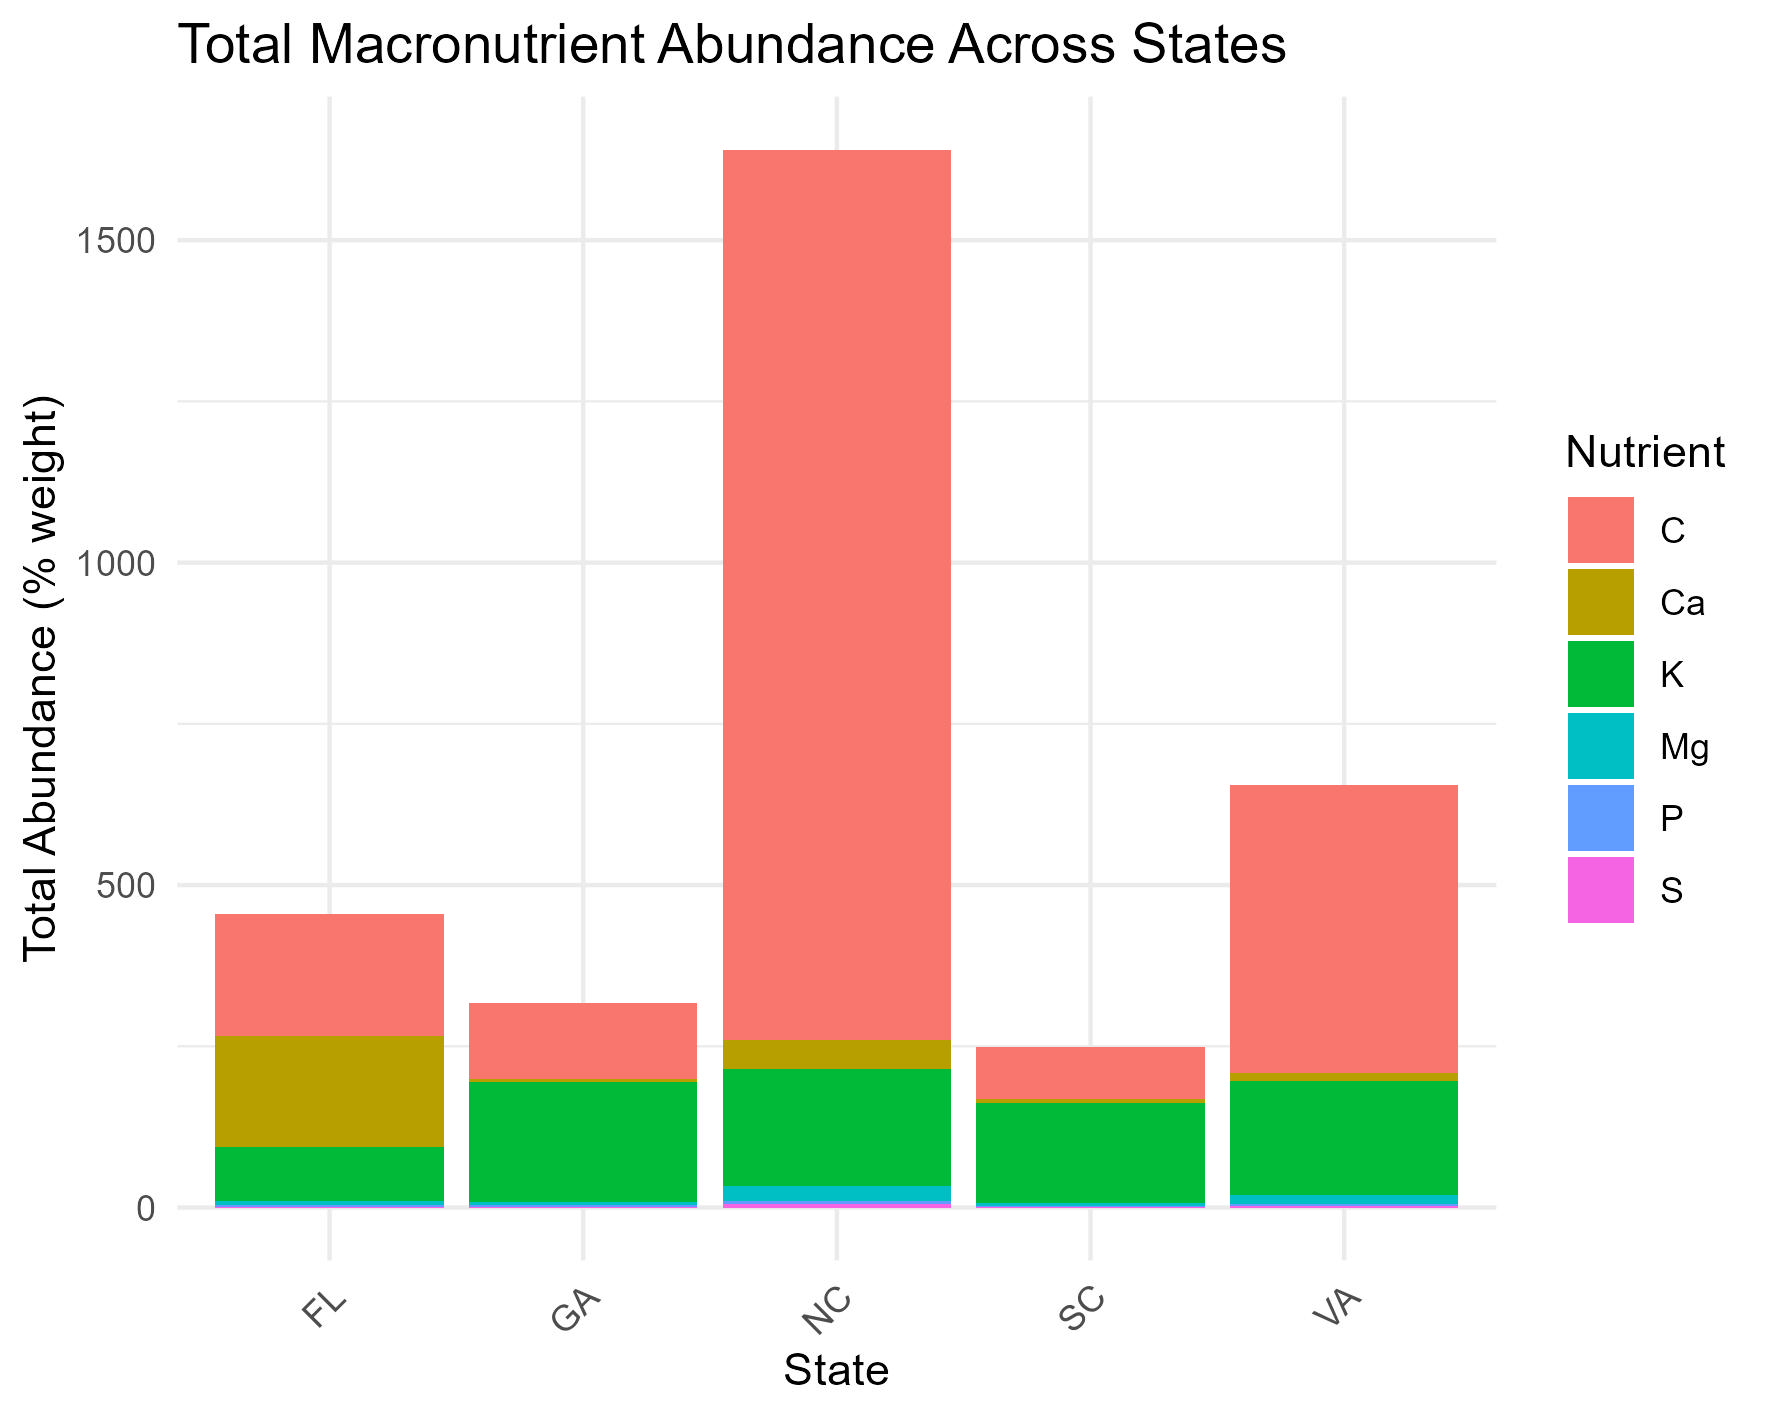 Total Macronutrient Abundance Across States
Total Abundance (% weight)
1500
1000
500
0
FL
GA
NC
SC
VA
State
Nutrient
C
Ca
K
Mg
P
S